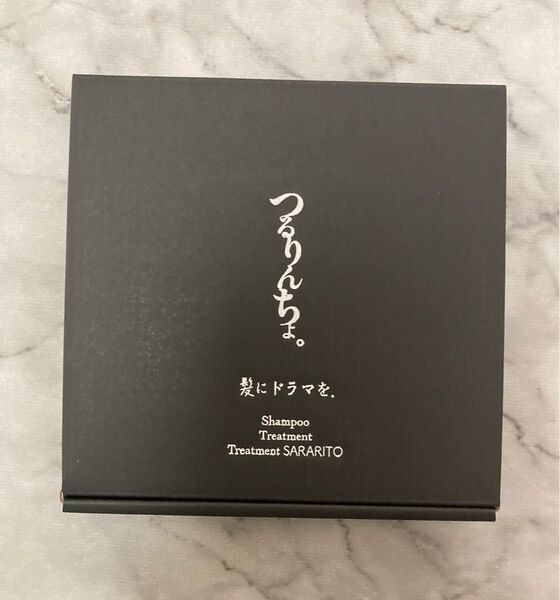 つるりんちょ。
髪にドラマを.
Shampoo
Treatment
Treatment SARARITO